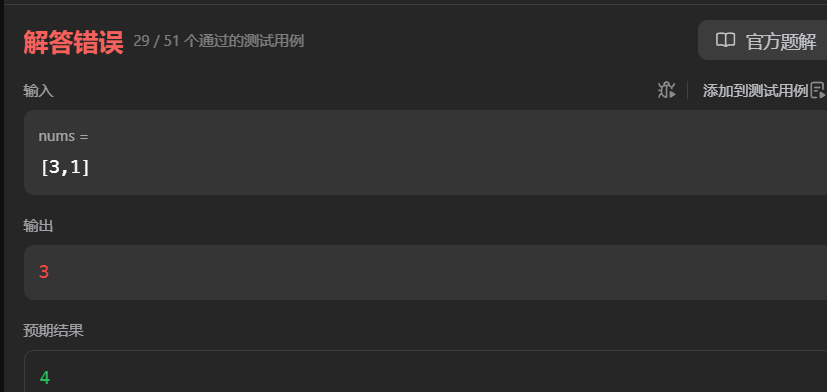 解答错误 29 / 51 个通过的测试用例 官方题解
输入 添加到测试用例
nums =
[3,1]
输出
3
预期结果
4